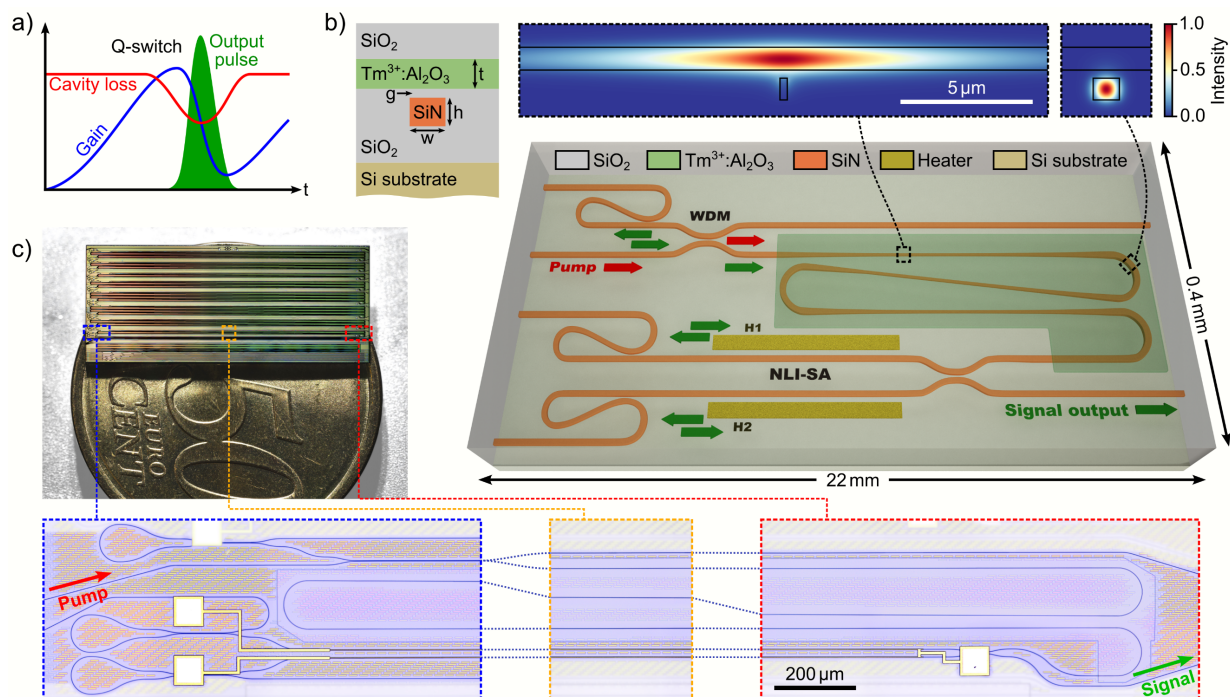 a)
Q-switch
Output
pulse
Cavity loss
Gain
t
b)
SiO2
Tm3+:Al2O3
t
g
SiN
h
w
SiO2
Si substrate
5 μm
1.0
0.5
0.0
Intensity
SiO2
Tm3+:Al2O3
SiN
Heater
Si substrate
WDM
Pump
H1
NLI-SA
H2
Signal output
0.4 mm
22 mm
c)
50
EURO
CENT
Pump
200 μm
Signal